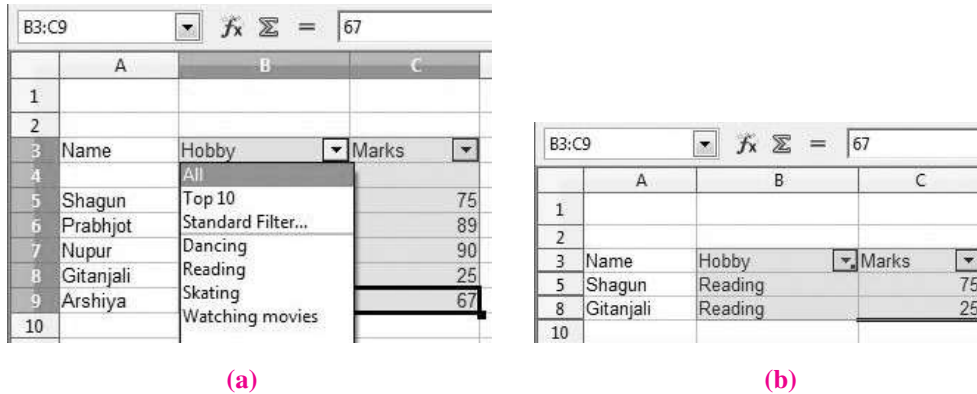 B3:C9 fx Σ = 67
A B C
1
2
3 Name Hobby Marks
4 All
5 Shagun Top 10 75
6 Prabhjot Standard Filter... 89
7 Nupur Dancing 90
8 Gitanjali Reading 25
9 Arshiya Skating 67
10 Watching movies
(a)
B3:C9 fx Σ = 67
A B C
1
2
3 Name Hobby Marks
5 Shagun Reading 75
8 Gitanjali Reading 25
10
(b)